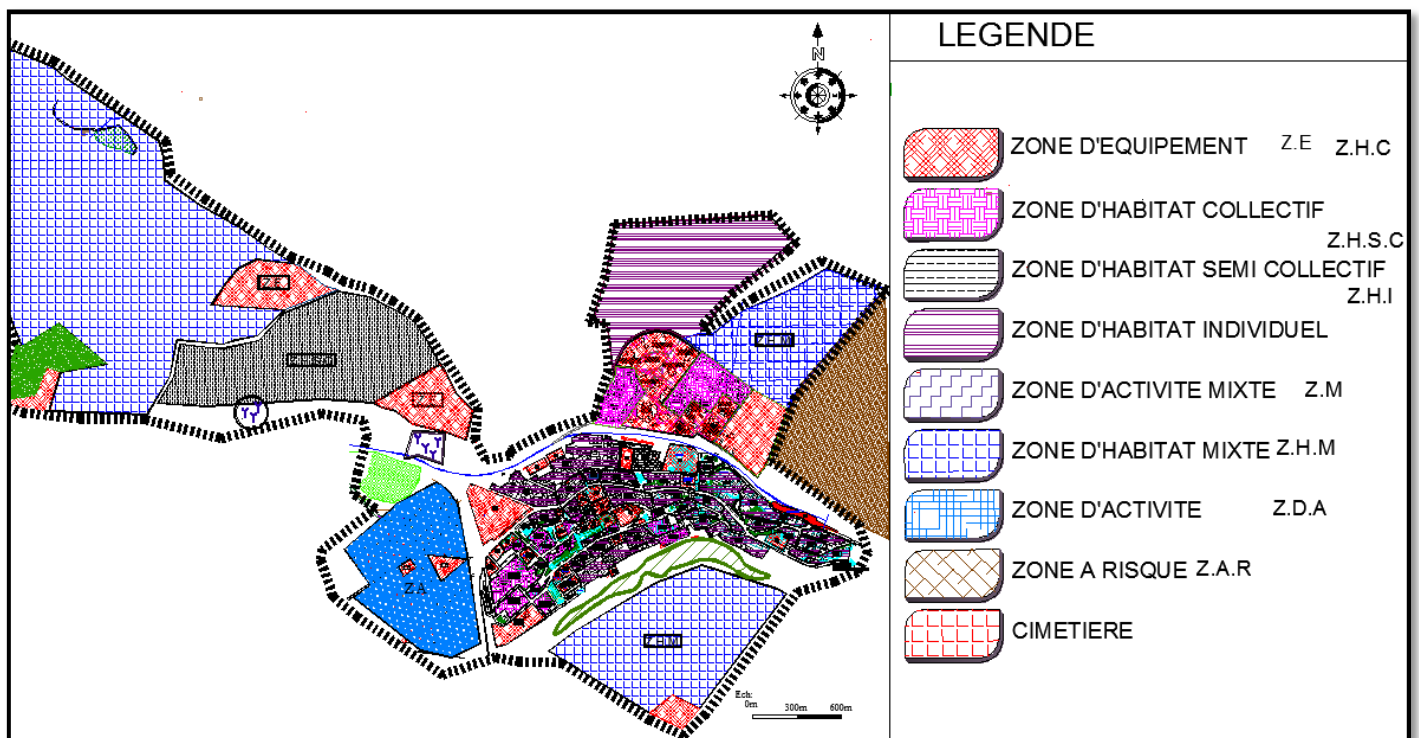 LEGENDE
N
ZONE D'EQUIPEMENT Z.E Z.H.C
ZONE D'HABITAT COLLECTIF
Z.H.S.C
ZONE D'HABITAT SEMI COLLECTIF
Z.H.I
ZONE D'HABITAT INDIVIDUEL
ZONE D'ACTIVITE MIXTE Z.M
ZONE D'HABITAT MIXTE Z.H.M
ZONE D'ACTIVITE Z.D.A
ZONE A RISQUE Z.A.R
CIMETIERE
Z.E
Z.H.M
Z.E
Z.A
Z.H.M
Ech:
0m 300m 600m